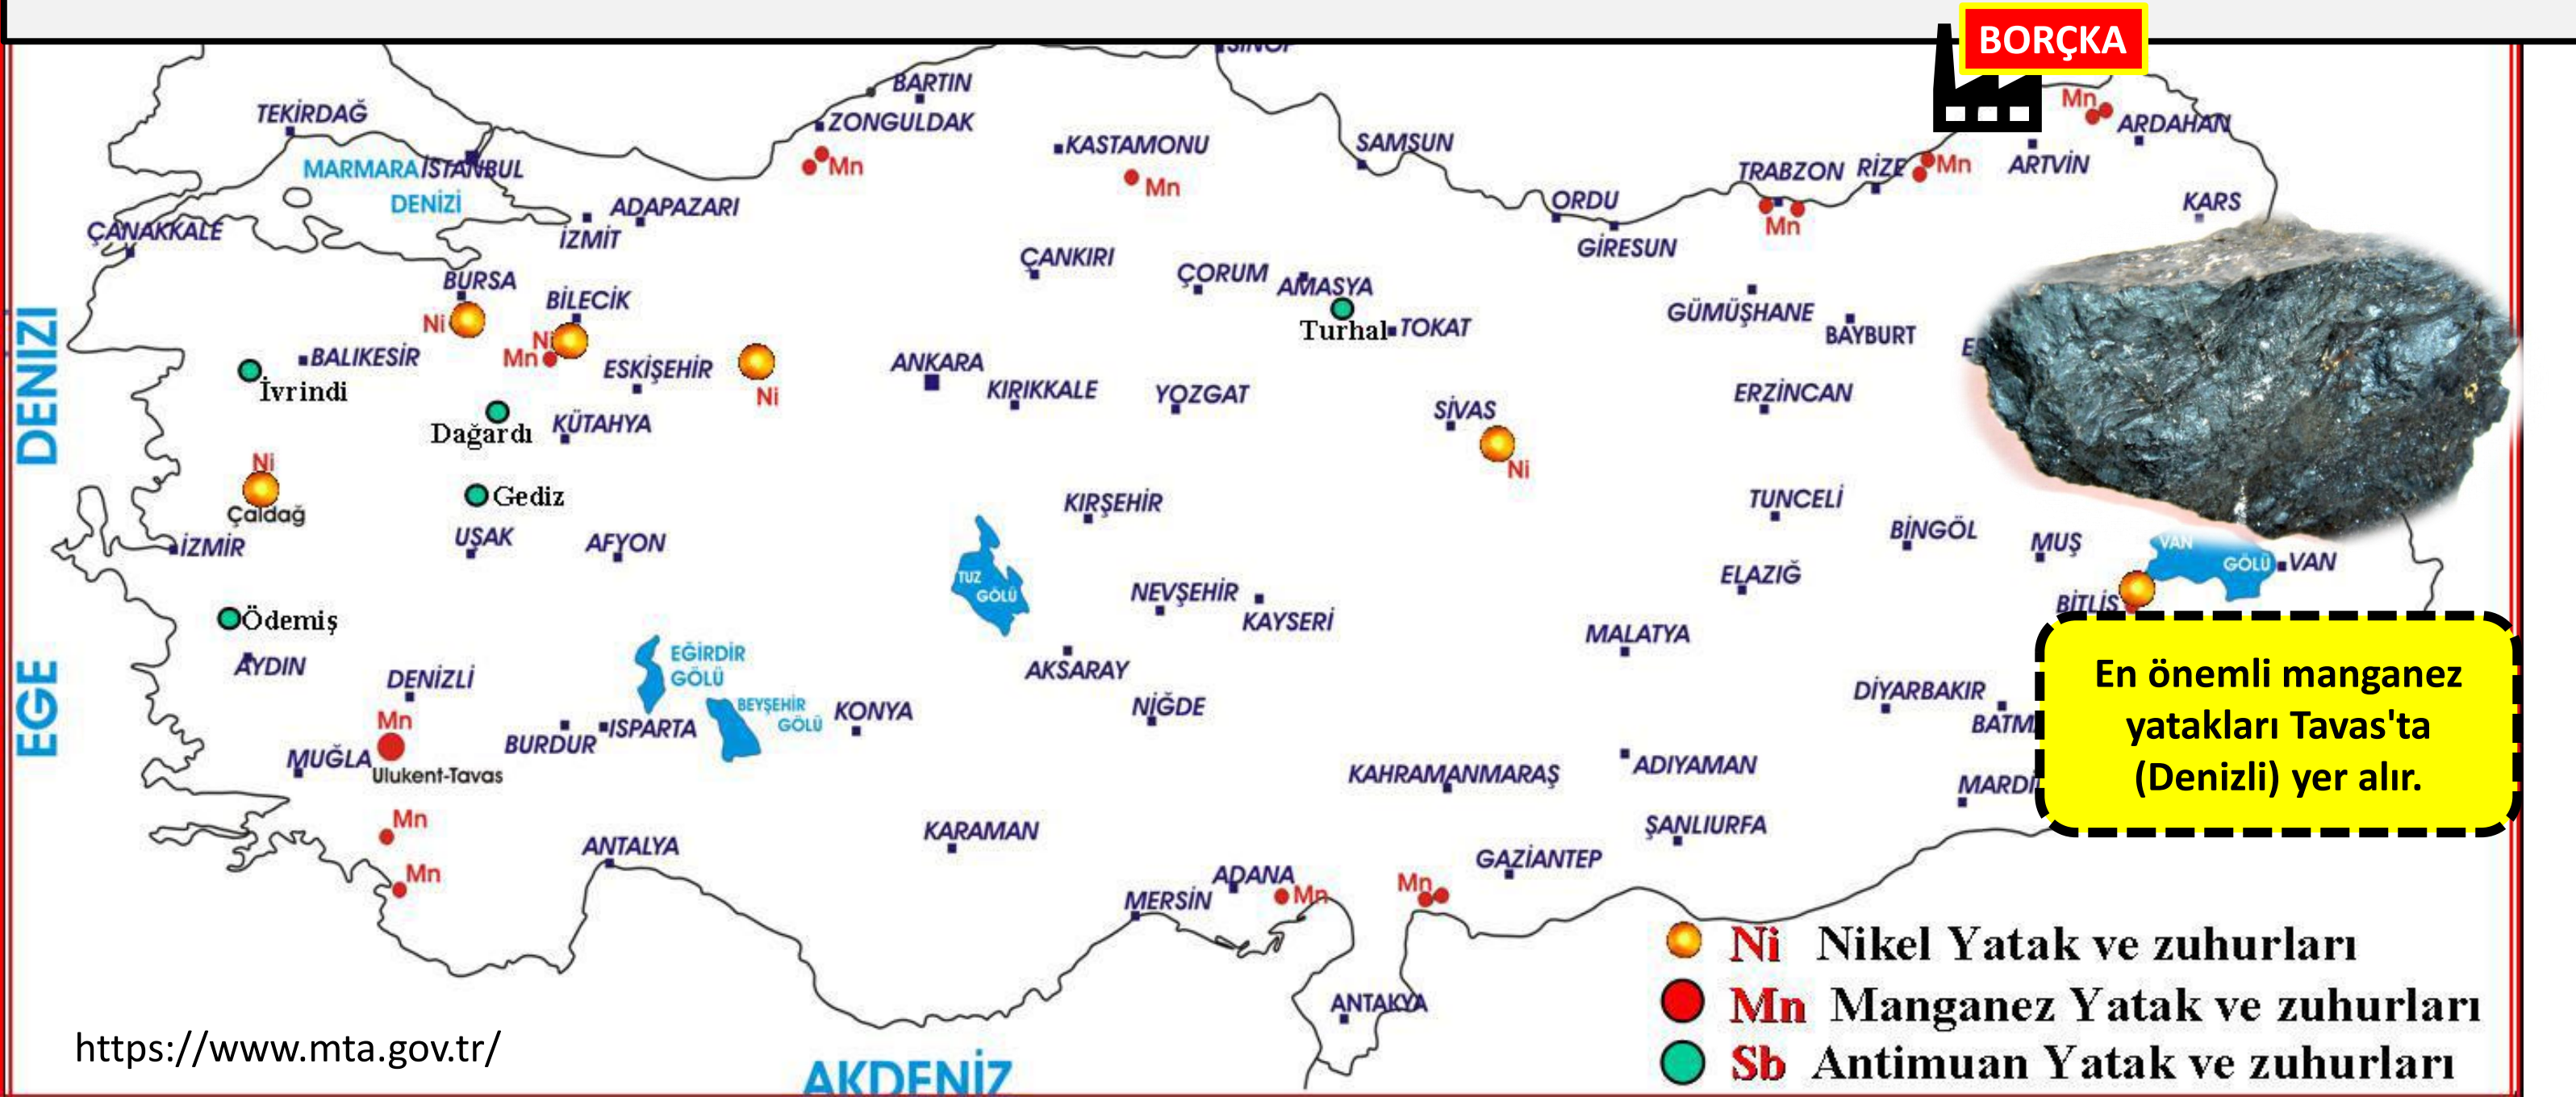 BORÇKA
BARTIN
TEKİRDAĞ
ZONGULDAK
Mn
ARDAHAN
KASTAMONU
SAMSUN
MARMARA
DENİZİ
İSTANBUL
Mn
Mn
TRABZON
RİZE
Mn
ARTVİN
ÇANAKKALE
ADAPAZARI
İZMİT
ORDU
Mn
KARS
GİRESUN
ÇANKIRI
ÇORUM
AMASYA
BURSA
BİLECİK
Ni
Ni
Mn
Turhal
TOKAT
GÜMÜŞHANE
BAYBURT
BALIKESİR
ESKİŞEHİR
ANKARA
İvrindi
Ni
KIRIKKALE
YOZGAT
ERZİNCAN
Dağardı
KÜTAHYA
SİVAS
Ni
Ni
Çaldağ
Gediz
KIRŞEHİR
TUNCELİ
İZMİR
UŞAK
AFYON
BİNGÖL
MUŞ
VAN
GÖLÜ
VAN
TUZ
GÖLÜ
NEVŞEHİR
KAYSERİ
ELAZIĞ
BİTLİS
Ödemiş
MALATYA
AYDIN
DENİZLİ
EĞİRDİR
GÖLÜ
AKSARAY
En önemli manganez
yatakları Tavas'ta
(Denizli) yer alır.
Mn
BEYŞEHİR
GÖLÜ
KONYA
NİĞDE
DİYARBAKIR
MUĞLA
Ulukent-Tavas
BURDUR
ISPARTA
KAHRAMANMARAŞ
ADIYAMAN
Mn
KARAMAN
ŞANLIURFA
ANTALYA
GAZİANTEP
Mn
ADANA
Mn
Mn
MERSİN
ANTAKYA
EGE
DENIZI
AKDENİZ
Ni Nikel Yatak ve zuhurları
Mn Manganez Yatak ve zuhurları
Sb Antimuan Yatak ve zuhurları
https://www.mta.gov.tr/